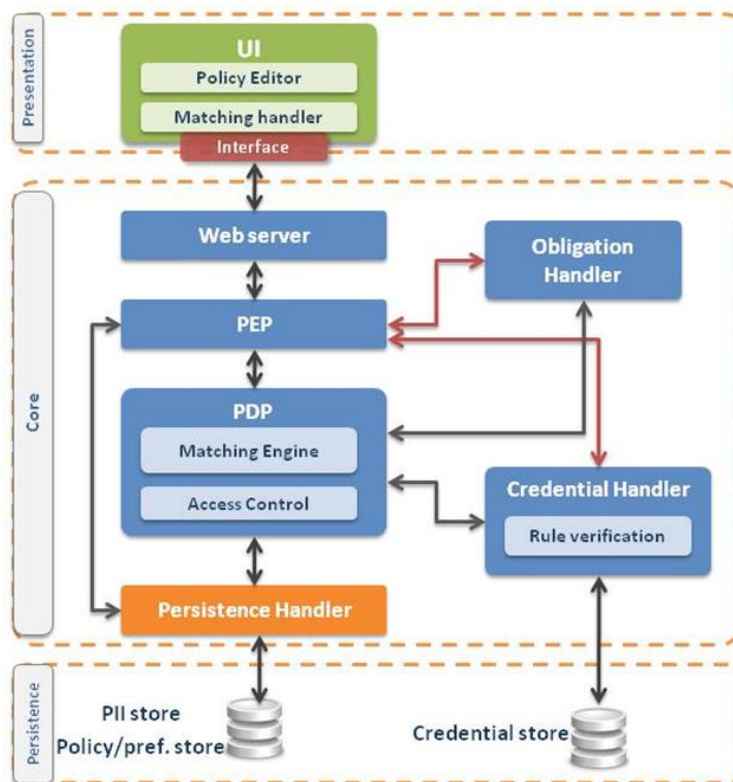 Presentation
UI
Policy Editor
Matching handler
Interface
Core
Web server
Obligation
Handler
PEP
PDP
Matching Engine
Access Control
Credential Handler
Rule verification
Persistence Handler
Persistence
PII store
Policy/pref. store
Credential store